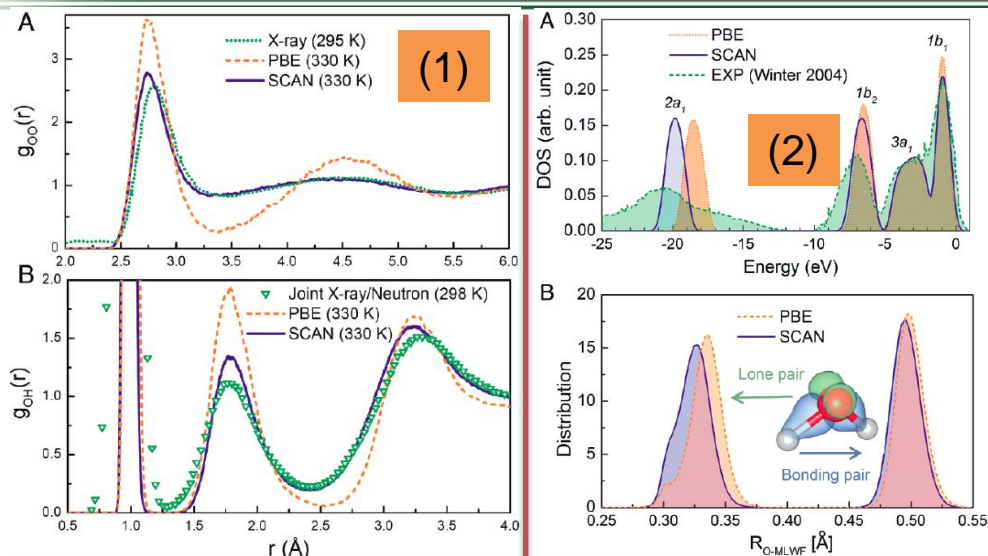 A
X-ray (295 K)
PBE (330 K)
SCAN (330 K)
(1)
g_OO(r)
3
2
1
0
2.0 2.5 3.0 3.5 4.0 4.5 5.0 5.5 6.0
B
Joint X-ray/Neutron (298 K)
PBE (330 K)
SCAN (330 K)
g_OH(r)
2.0
1.5
1.0
0.5
0.0
0.5 1.0 1.5 2.0 2.5 3.0 3.5 4.0
r (Å)
A
PBE
SCAN
EXP (Winter 2004)
1b₁
2a₁
1b₂
3a₁
(2)
DOS (arb. unit)
0.30
0.25
0.20
0.15
0.10
0.05
0.00
-25 -20 -15 -10 -5 0
Energy (eV)
B
PBE
SCAN
Lone pair
Bonding pair
Distribution
20
15
10
5
0
0.25 0.30 0.35 0.40 0.45 0.50 0.55
R_O-MLWF [Å]